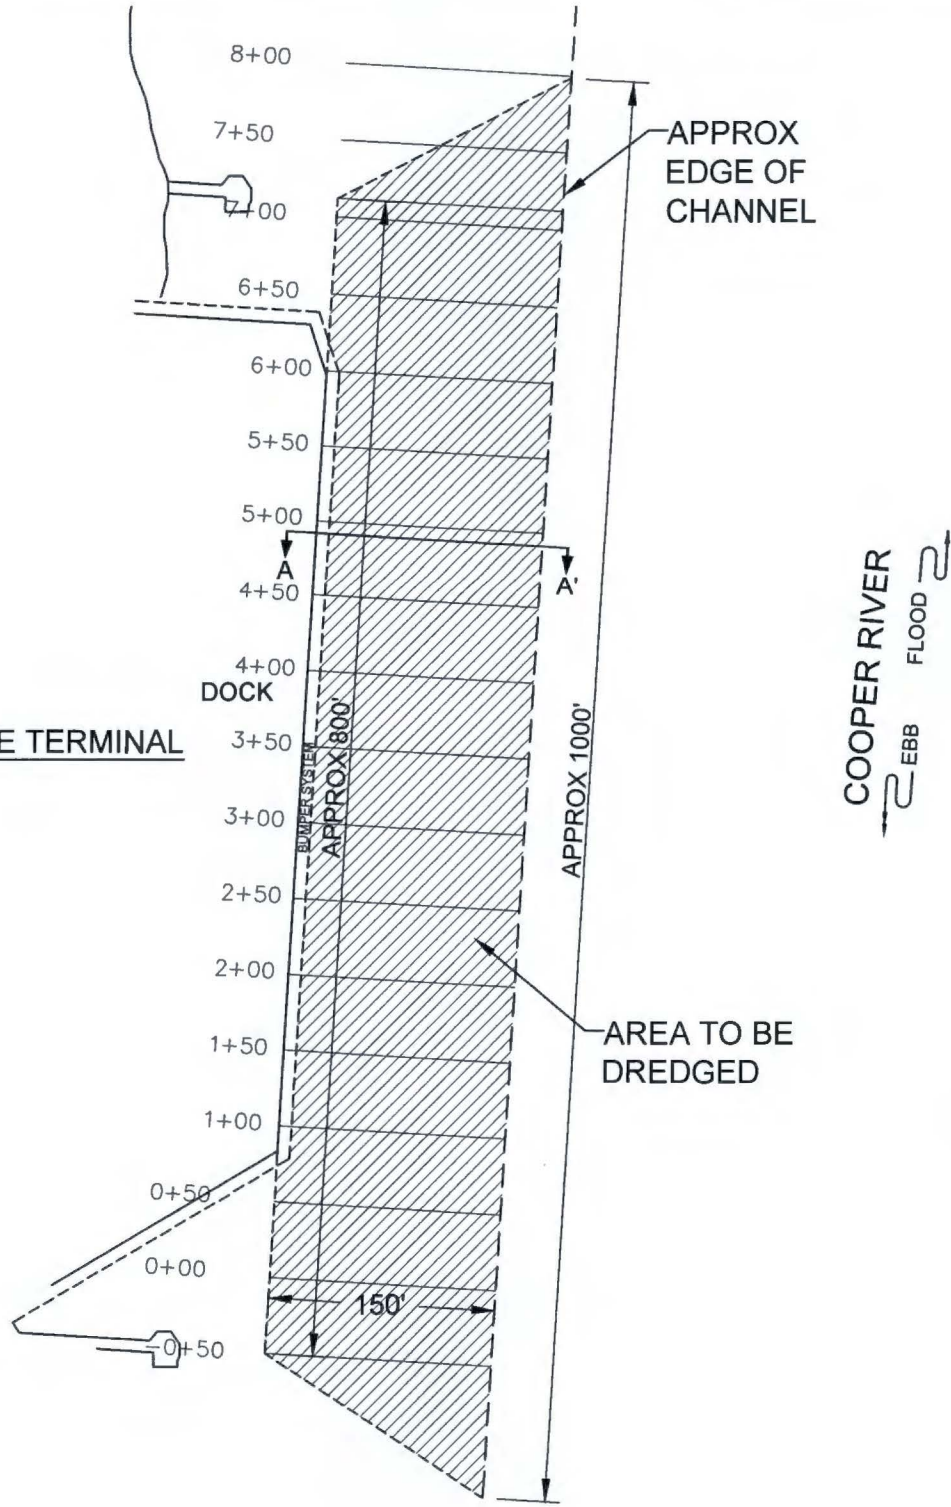 8+00
7+50
7+00
6+50
6+00
5+50
5+00
4+50
4+00
3+50
3+00
2+50
2+00
1+50
1+00
0+50
0+00
-0+50
APPROX
EDGE OF
CHANNEL
A
A'
DOCK
E TERMINAL
BUMPER SYSTEM
APPROX 800'
APPROX 1000'
COOPER RIVER
EBB
FLOOD
AREA TO BE
DREDGED
150'